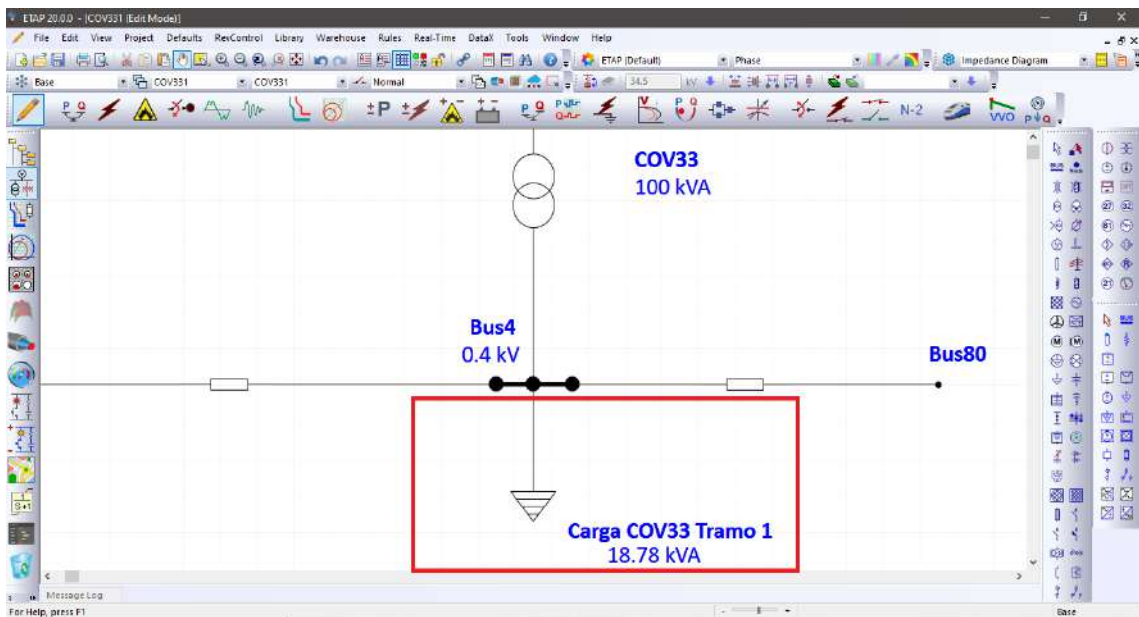 ETAP 20.0.0 - [COV331 (Edit Mode)]
File Edit View Project Defaults RevControl Library Warehouse Rules Real-Time DataX Tools Window Help
ETAP (Default) Phase Impedance Diagram
Base COV331 COV331 Normal 34.5 kV
N-2 VVO
COV33
100 kVA
Bus4
0.4 kV
Bus80
Carga COV33 Tramo 1
18.78 kVA
Message Log
For Help, press F1
Base